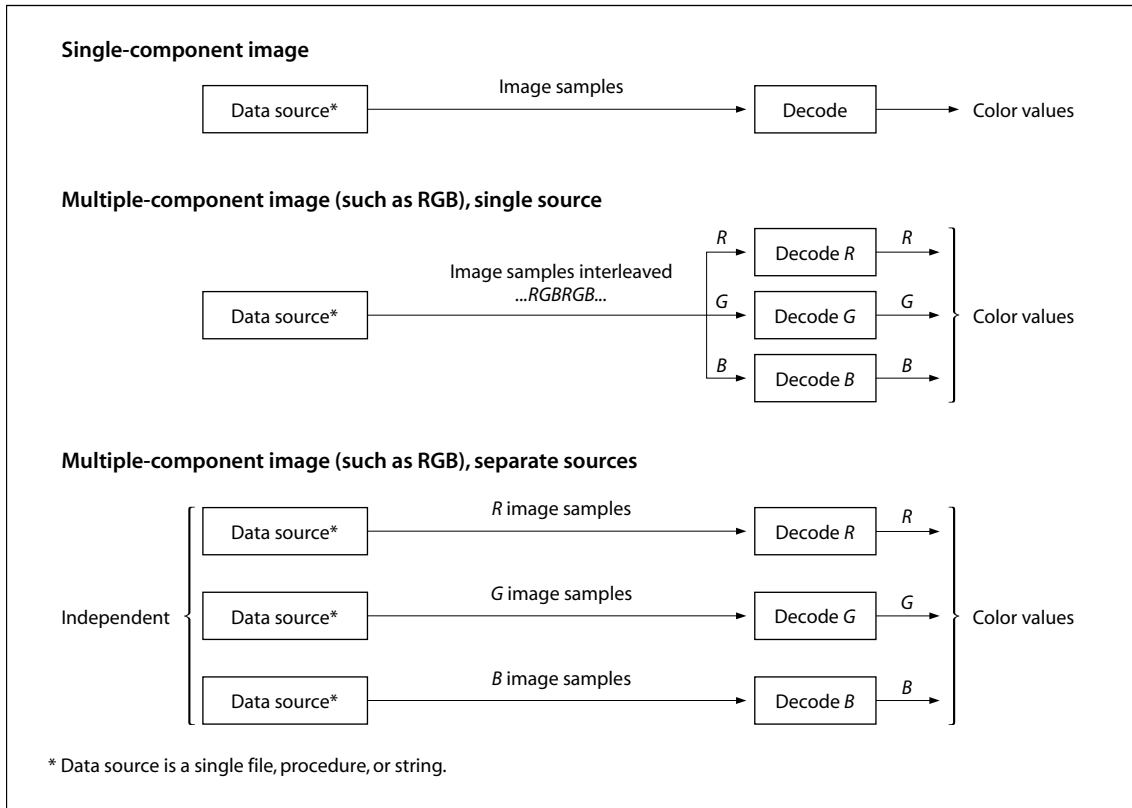 Single-component image
Image samples
Data source* Decode Color values
Multiple-component image (such as RGB), single source
R R
Decode R
Image samples interleaved
...RGBRGB...
G G
Data source* Decode G Color values
B B
Decode B
Multiple-component image (such as RGB), separate sources
R image samples R
Data source* Decode R
G image samples G
Independent Data source* Decode G Color values
B image samples B
Data source* Decode B
* Data source is a single file, procedure, or string.